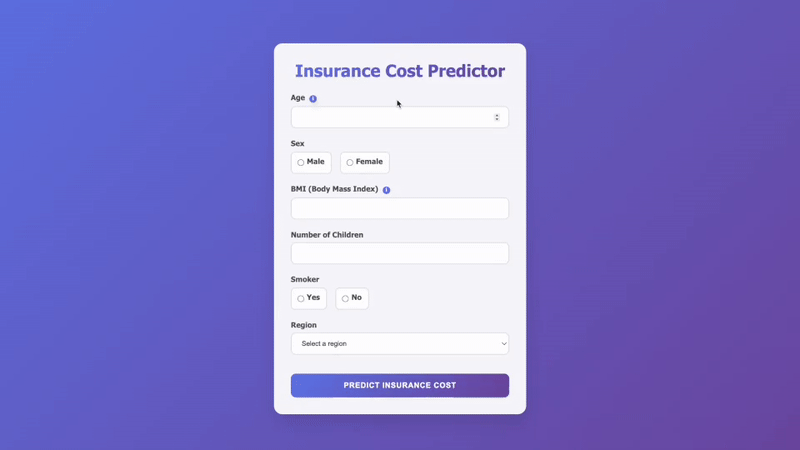 Insurance Cost Predictor
Age i
Sex
Male Female
BMI (Body Mass Index) i
Number of Children
Smoker
Yes No
Region
Select a region
PREDICT INSURANCE COST